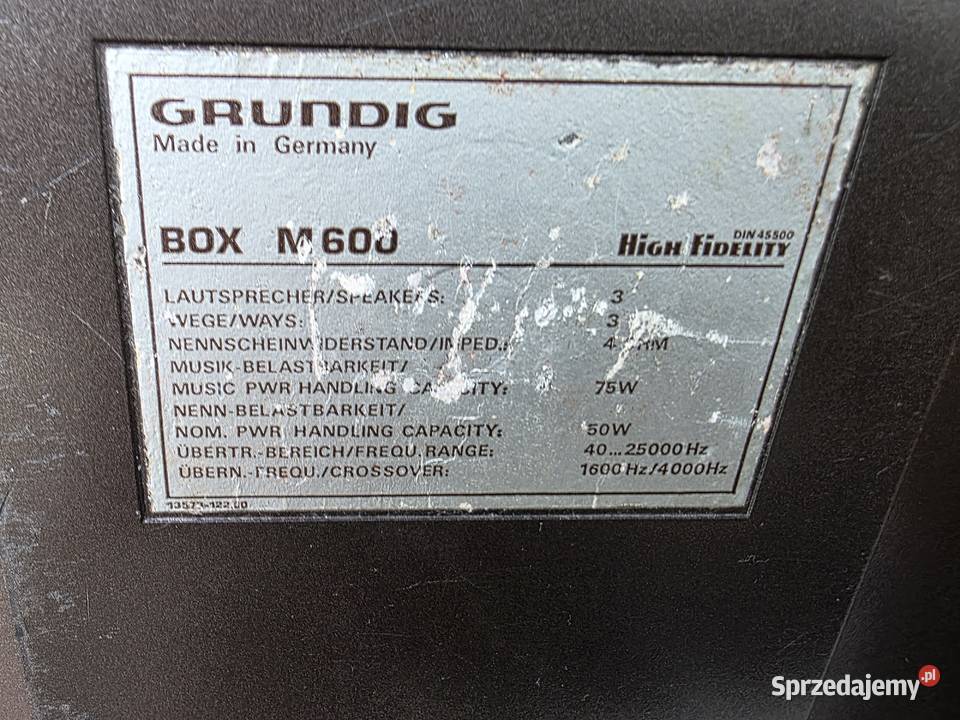 GRUNDIG
Made in Germany
BOX M600
DIN 45500
HIGH FIDELITY
LAUTSPRECHER/SPEAKERS: 3
WEGE/WAYS: 3
NENNSCHEINWIDERSTAND/IMPED.: 4 OHM
MUSIK-BELASTBARKEIT/
MUSIC PWR HANDLING CAPACITY: 75W
NENN-BELASTBARKEIT/
NOM. PWR HANDLING CAPACITY: 50W
ÜBERTR.-BEREICH/FREQU. RANGE: 40...25000Hz
ÜBERN.-FREQU./CROSSOVER: 1600Hz/4000Hz
Sprzedajemy.pl